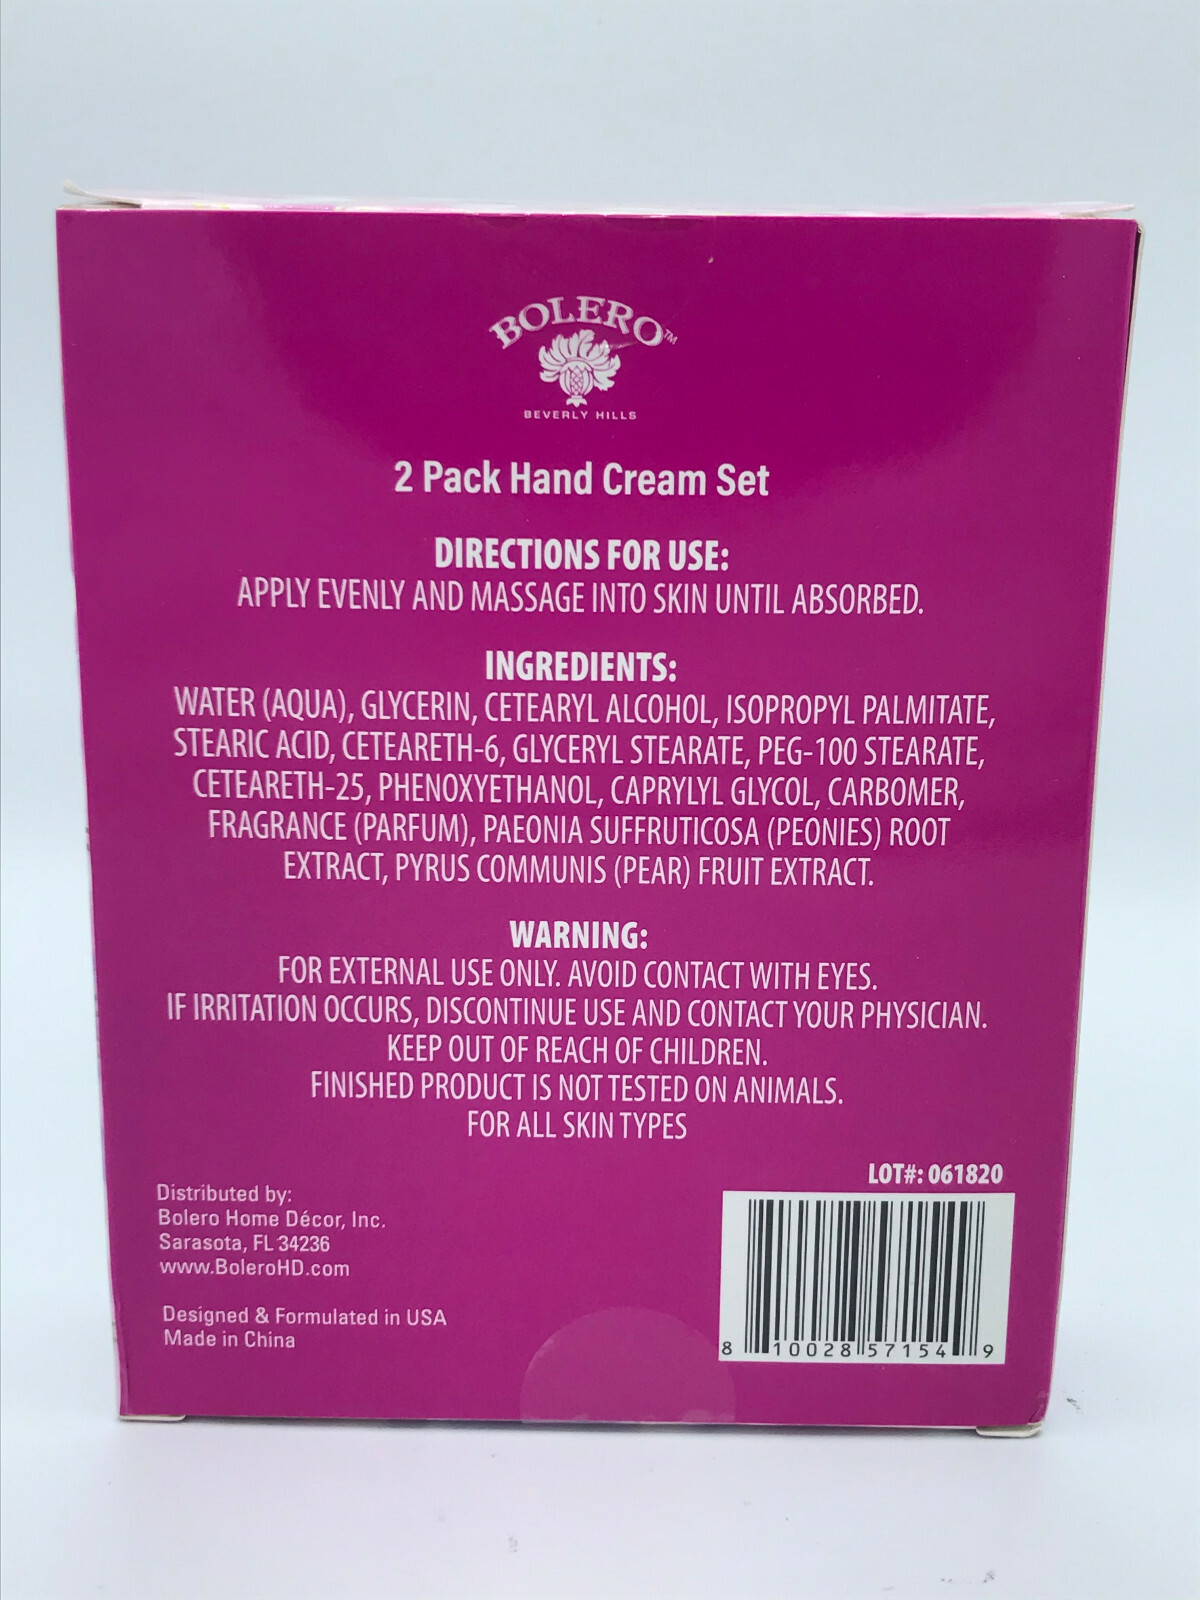 BOLERO™
BEVERLY HILLS
2 Pack Hand Cream Set
DIRECTIONS FOR USE:
APPLY EVENLY AND MASSAGE INTO SKIN UNTIL ABSORBED.
INGREDIENTS:
WATER (AQUA), GLYCERIN, CETEARYL ALCOHOL, ISOPROPYL PALMITATE,
STEARIC ACID, CETEARETH-6, GLYCERYL STEARATE, PEG-100 STEARATE,
CETEARETH-25, PHENOXYETHANOL, CAPRYLYL GLYCOL, CARBOMER,
FRAGRANCE (PARFUM), PAEONIA SUFFRUTICOSA (PEONIES) ROOT
EXTRACT, PYRUS COMMUNIS (PEAR) FRUIT EXTRACT.
WARNING:
FOR EXTERNAL USE ONLY. AVOID CONTACT WITH EYES.
IF IRRITATION OCCURS, DISCONTINUE USE AND CONTACT YOUR PHYSICIAN.
KEEP OUT OF REACH OF CHILDREN.
FINISHED PRODUCT IS NOT TESTED ON ANIMALS.
FOR ALL SKIN TYPES
Distributed by:
Bolero Home Décor, Inc.
Sarasota, FL 34236
www.BoleroHD.com
Designed & Formulated in USA
Made in China
LOT#: 061820
8 10028 57154 9